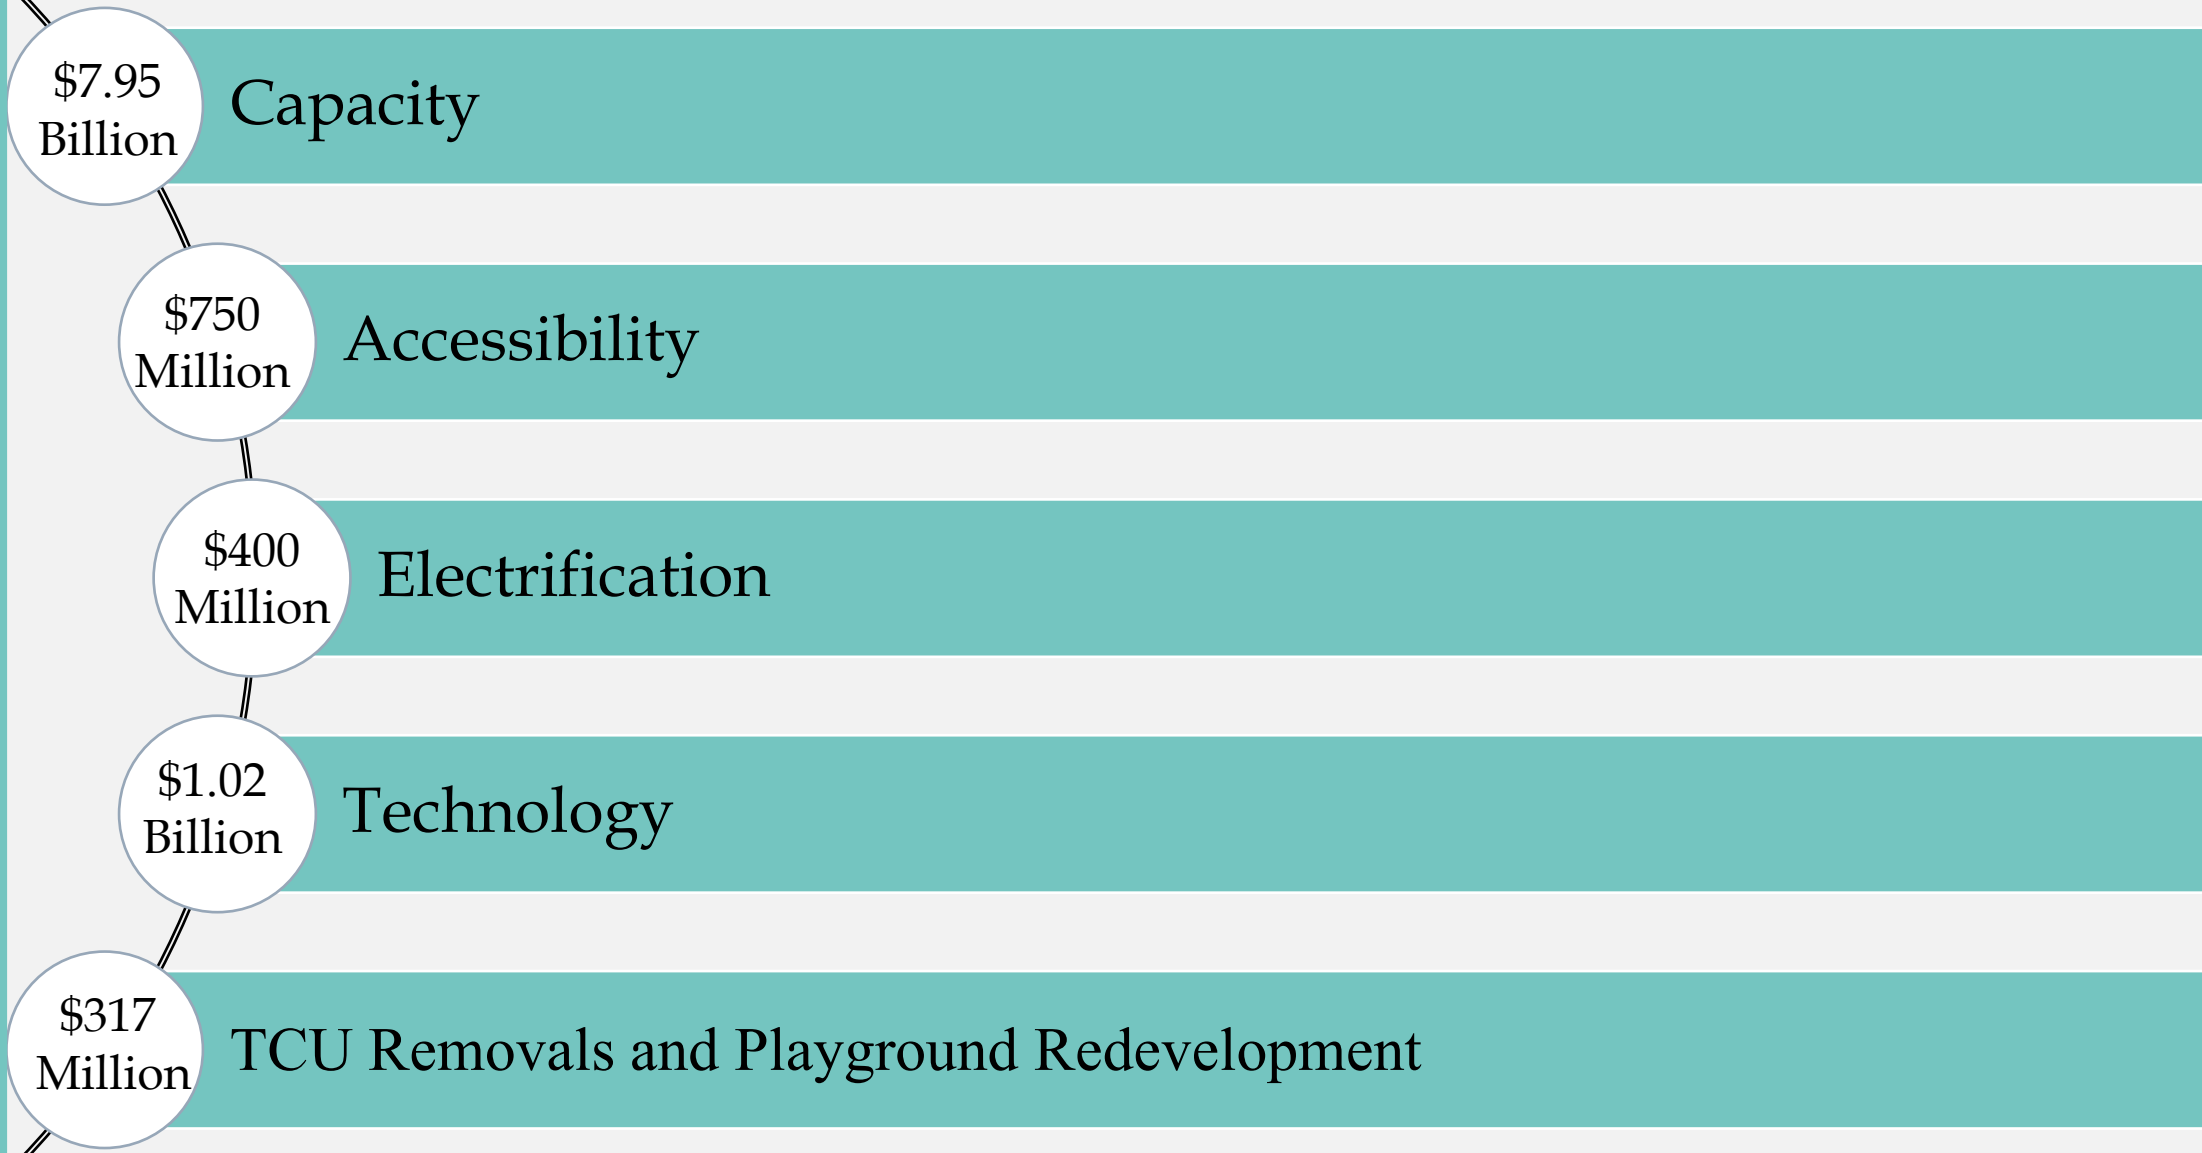 $7.95
Billion
Capacity
$750
Million
Accessibility
$400
Million
Electrification
$1.02
Billion
Technology
$317
Million
TCU Removals and Playground Redevelopment